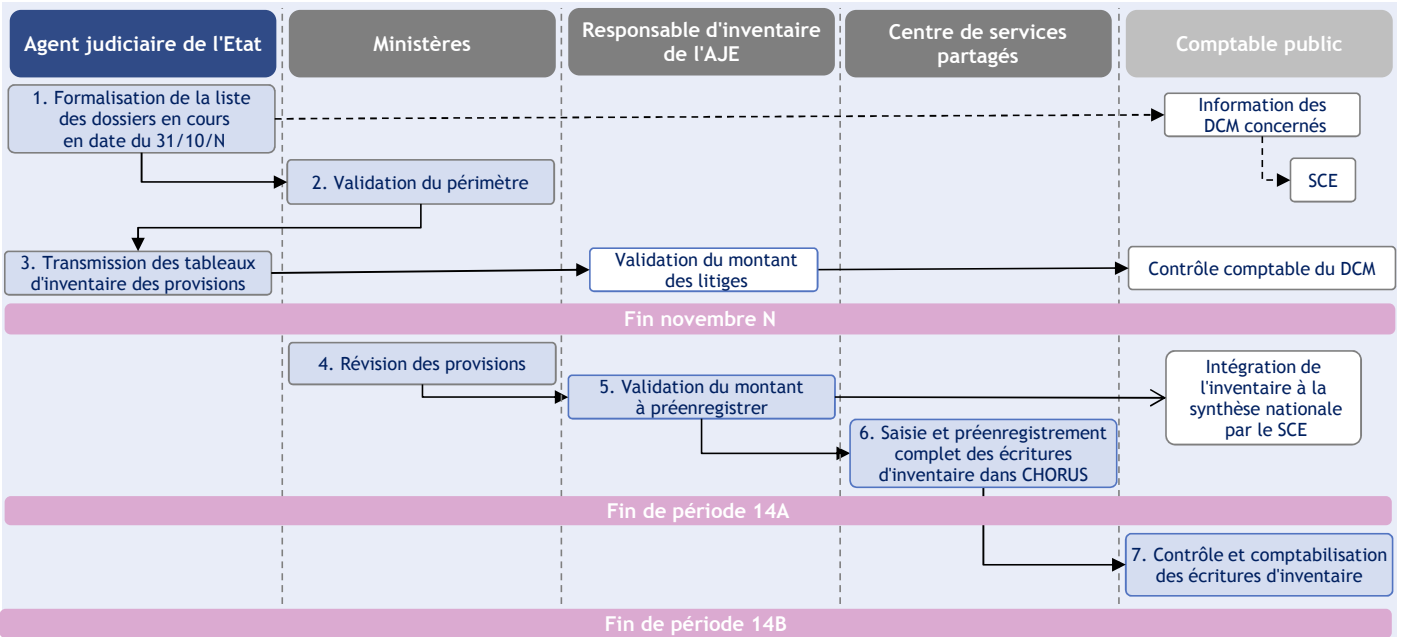 Agent judiciaire de l'Etat
Ministères
Responsable d'inventaire
de l'AJE
Centre de services
partagés
Comptable public
1. Formalisation de la liste
des dossiers en cours
en date du 31/10/N
Information des
DCM concernés
2. Validation du périmètre
SCE
3. Transmission des tableaux
d'inventaire des provisions
Validation du montant
des litiges
Contrôle comptable du DCM
Fin novembre N
4. Révision des provisions
5. Validation du montant
à préenregistrer
Intégration de
l'inventaire à la
synthèse nationale
par le SCE
6. Saisie et préenregistrement
complet des écritures
d'inventaire dans CHORUS
Fin de période 14A
7. Contrôle et comptabilisation
des écritures d'inventaire
Fin de période 14B